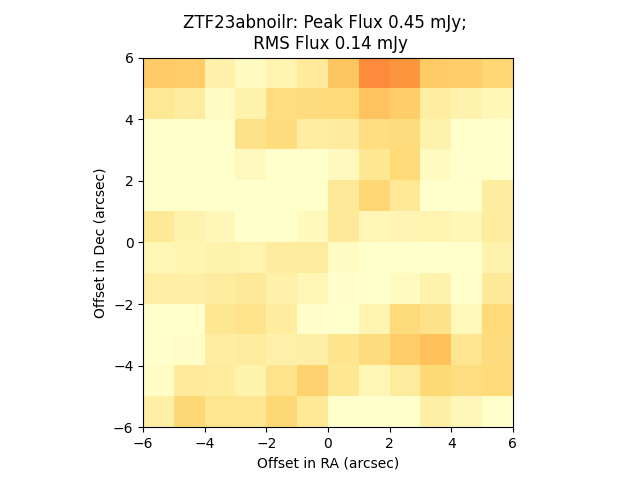 ZTF23abnoilr: Peak Flux 0.45 mJy;
RMS Flux 0.14 mJy
6
4
2
0
−2
−4
−6
Offset in Dec (arcsec)
−6 −4 −2 0 2 4 6
Offset in RA (arcsec)